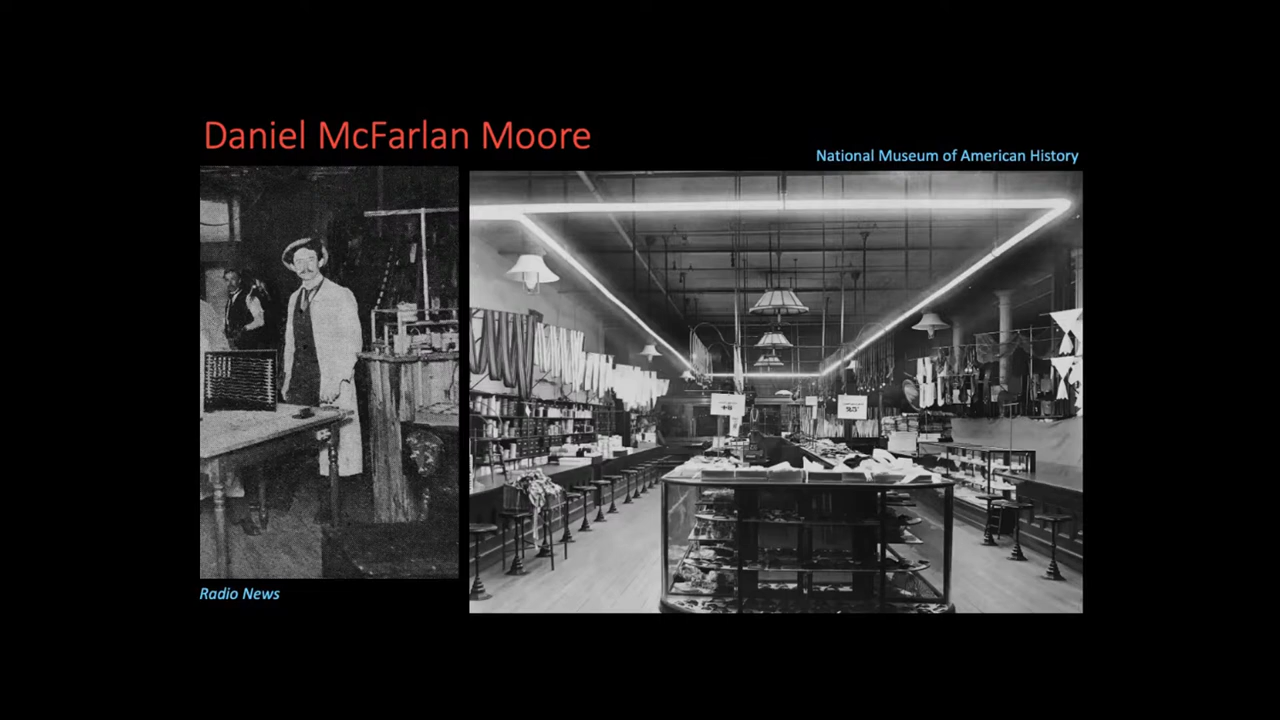 Daniel McFarlan Moore
National Museum of American History
Radio News